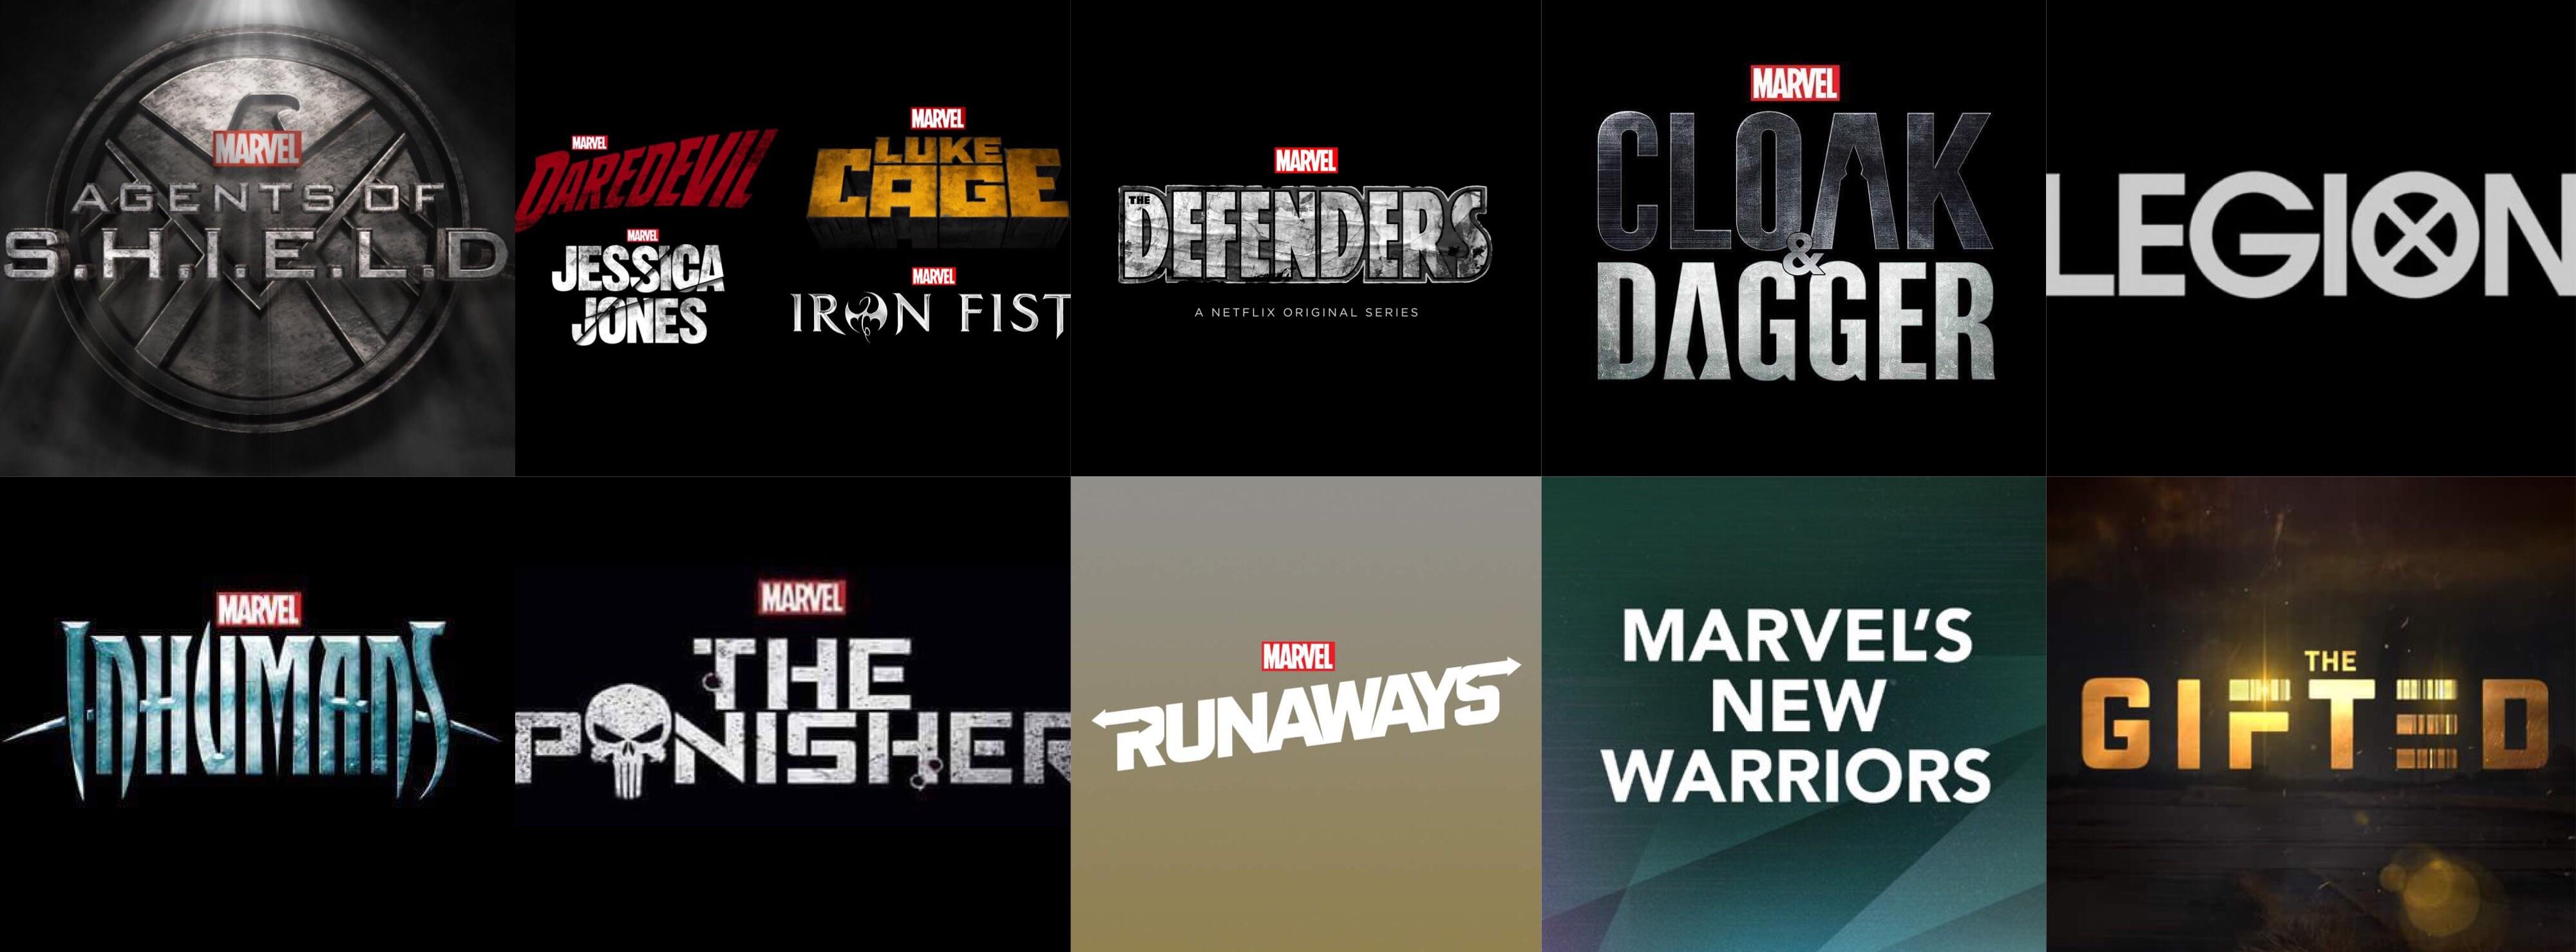 MARVEL
AGENTS OF
S.H.I.E.L.D
MARVEL
DAREDEVIL
MARVEL
LUKE
CAGE
MARVEL
JESSICA
JONES
MARVEL
IRON FIST
MARVEL
THE
DEFENDERS
A NETFLIX ORIGINAL SERIES
MARVEL
CLOAK
&
DAGGER
LEGION
MARVEL
INHUMANS
MARVEL
THE
PUNISHER
MARVEL
RUNAWAYS
MARVEL'S
NEW
WARRIORS
THE
GIFTED